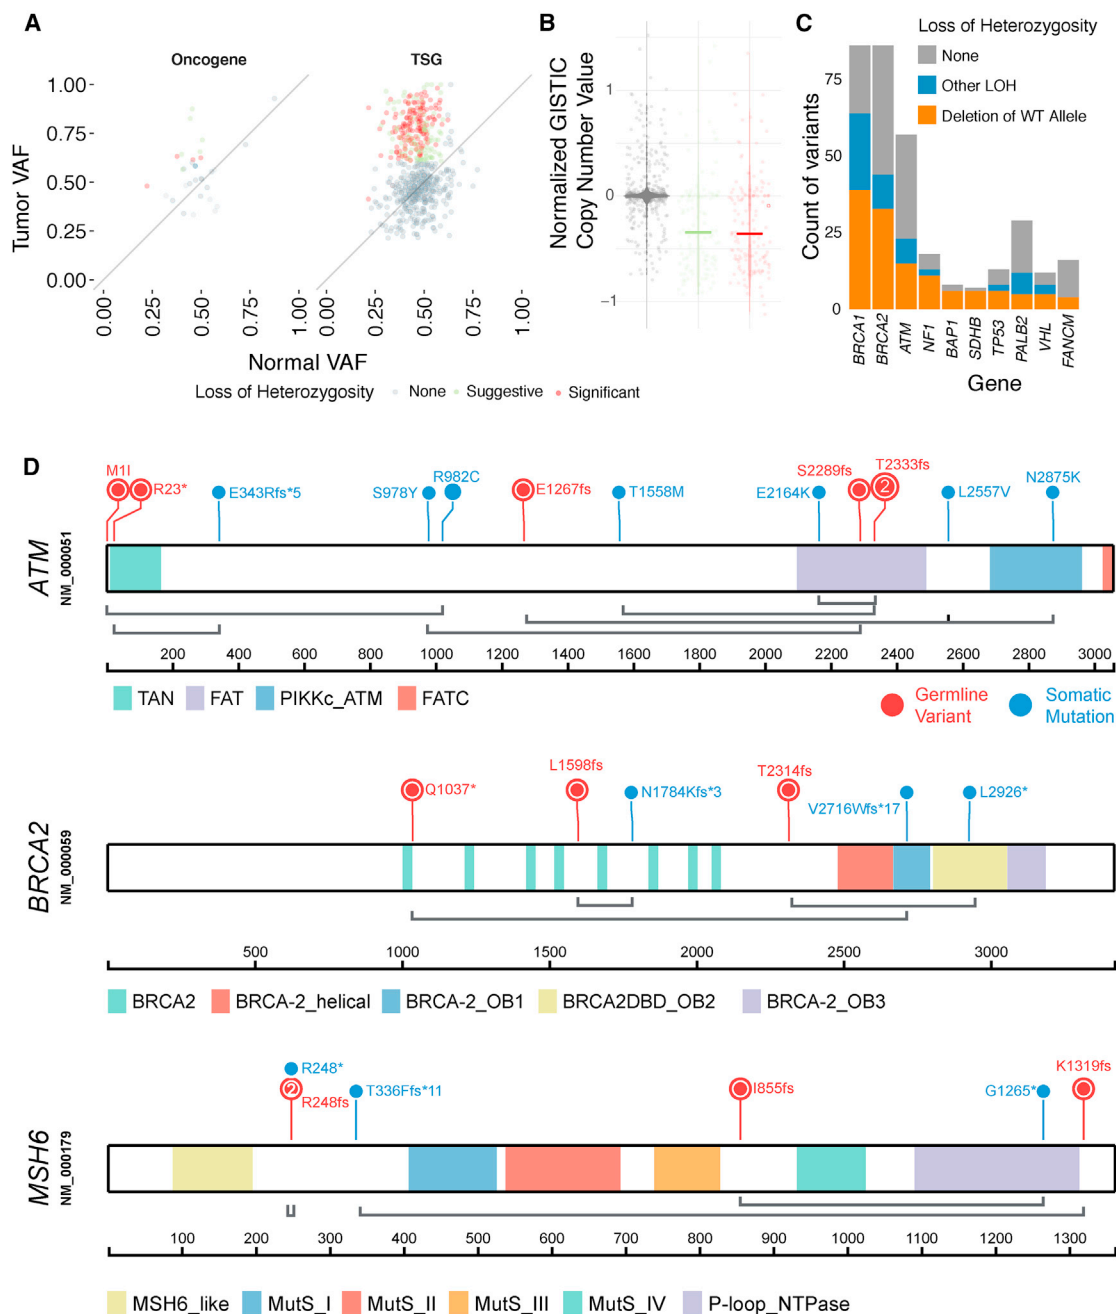 A
Oncogene
TSG
Tumor VAF
1.00
0.75
0.50
0.25
0.00
0.00
0.25
0.50
0.75
1.00
0.00
0.25
0.50
0.75
1.00
Normal VAF
Loss of Heterozygosity
None
Suggestive
Significant
B
Normalized GISTIC
Copy Number Value
1
0
−1
C
Loss of Heterozygosity
None
Other LOH
Deletion of WT Allele
Count of variants
75
50
25
0
BRCA1
BRCA2
ATM
NF1
BAP1
SDHB
TP53
PALB2
VHL
FANCM
Gene
D
ATM
NM_000051
M1I
R23*
E343Rfs*5
S978Y
R982C
E1267fs
T1558M
E2164K
S2289fs
T2333fs
2
L2557V
N2875K
200 400 600 800 1000 1200 1400 1600 1800 2000 2200 2400 2600 2800 3000
TAN FAT PIKKc_ATM FATC
Germline
Variant
Somatic
Mutation
BRCA2
NM_000059
Q1037*
L1598fs
N1784Kfs*3
T2314fs
V2716Wfs*17
L2926*
500 1000 1500 2000 2500 3000
BRCA2 BRCA-2_helical BRCA-2_OB1 BRCA2DBD_OB2 BRCA-2_OB3
MSH6
NM_000179
R248*
2
R248fs
T336Ffs*11
I855fs
G1265*
K1319fs
100 200 300 400 500 600 700 800 900 1000 1100 1200 1300
MSH6_like MutS_I MutS_II MutS_III MutS_IV P-loop_NTPase